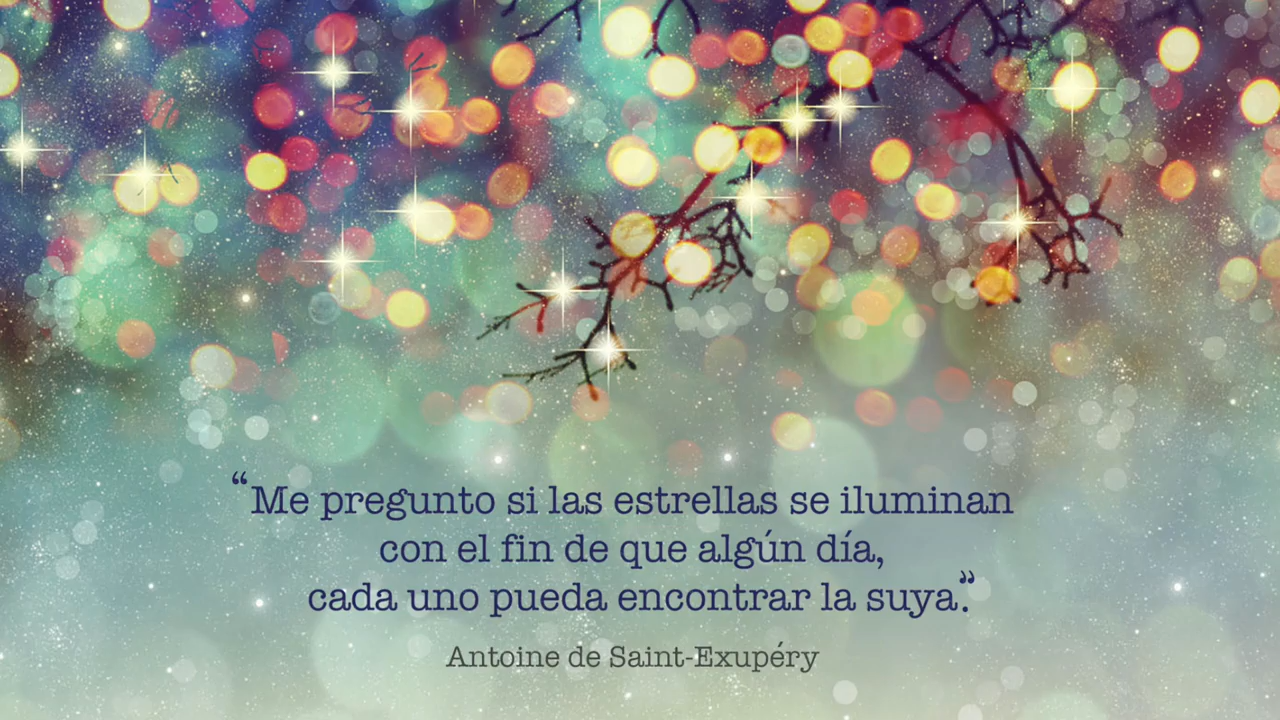 “Me pregunto si las estrellas se iluminan
con el fin de que algún día,
cada uno pueda encontrar la suya.”
Antoine de Saint-Exupéry